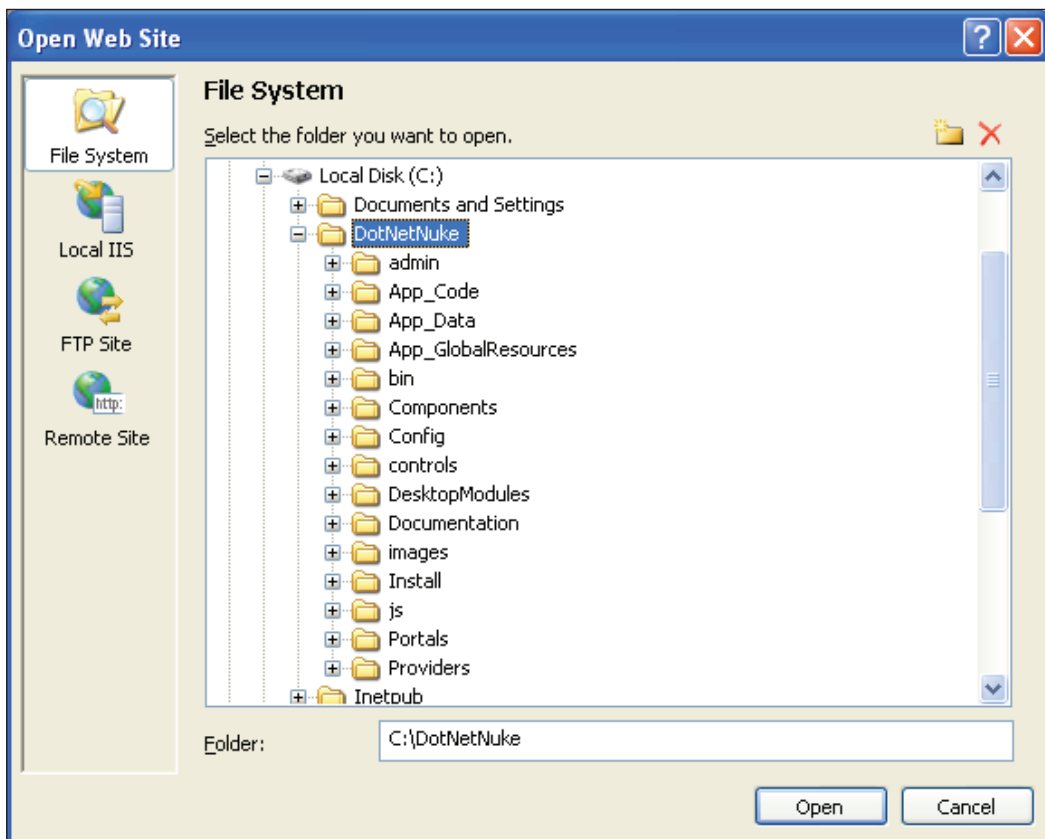 Open Web Site
File System
Select the folder you want to open.
File System
Local IIS
FTP Site
http:
Remote Site
Local Disk (C:)
Documents and Settings
DotNetNuke
admin
App_Code
App_Data
App_GlobalResources
bin
Components
Config
controls
DesktopModules
Documentation
images
Install
js
Portals
Providers
Inetpub
Folder: C:\DotNetNuke
Open Cancel